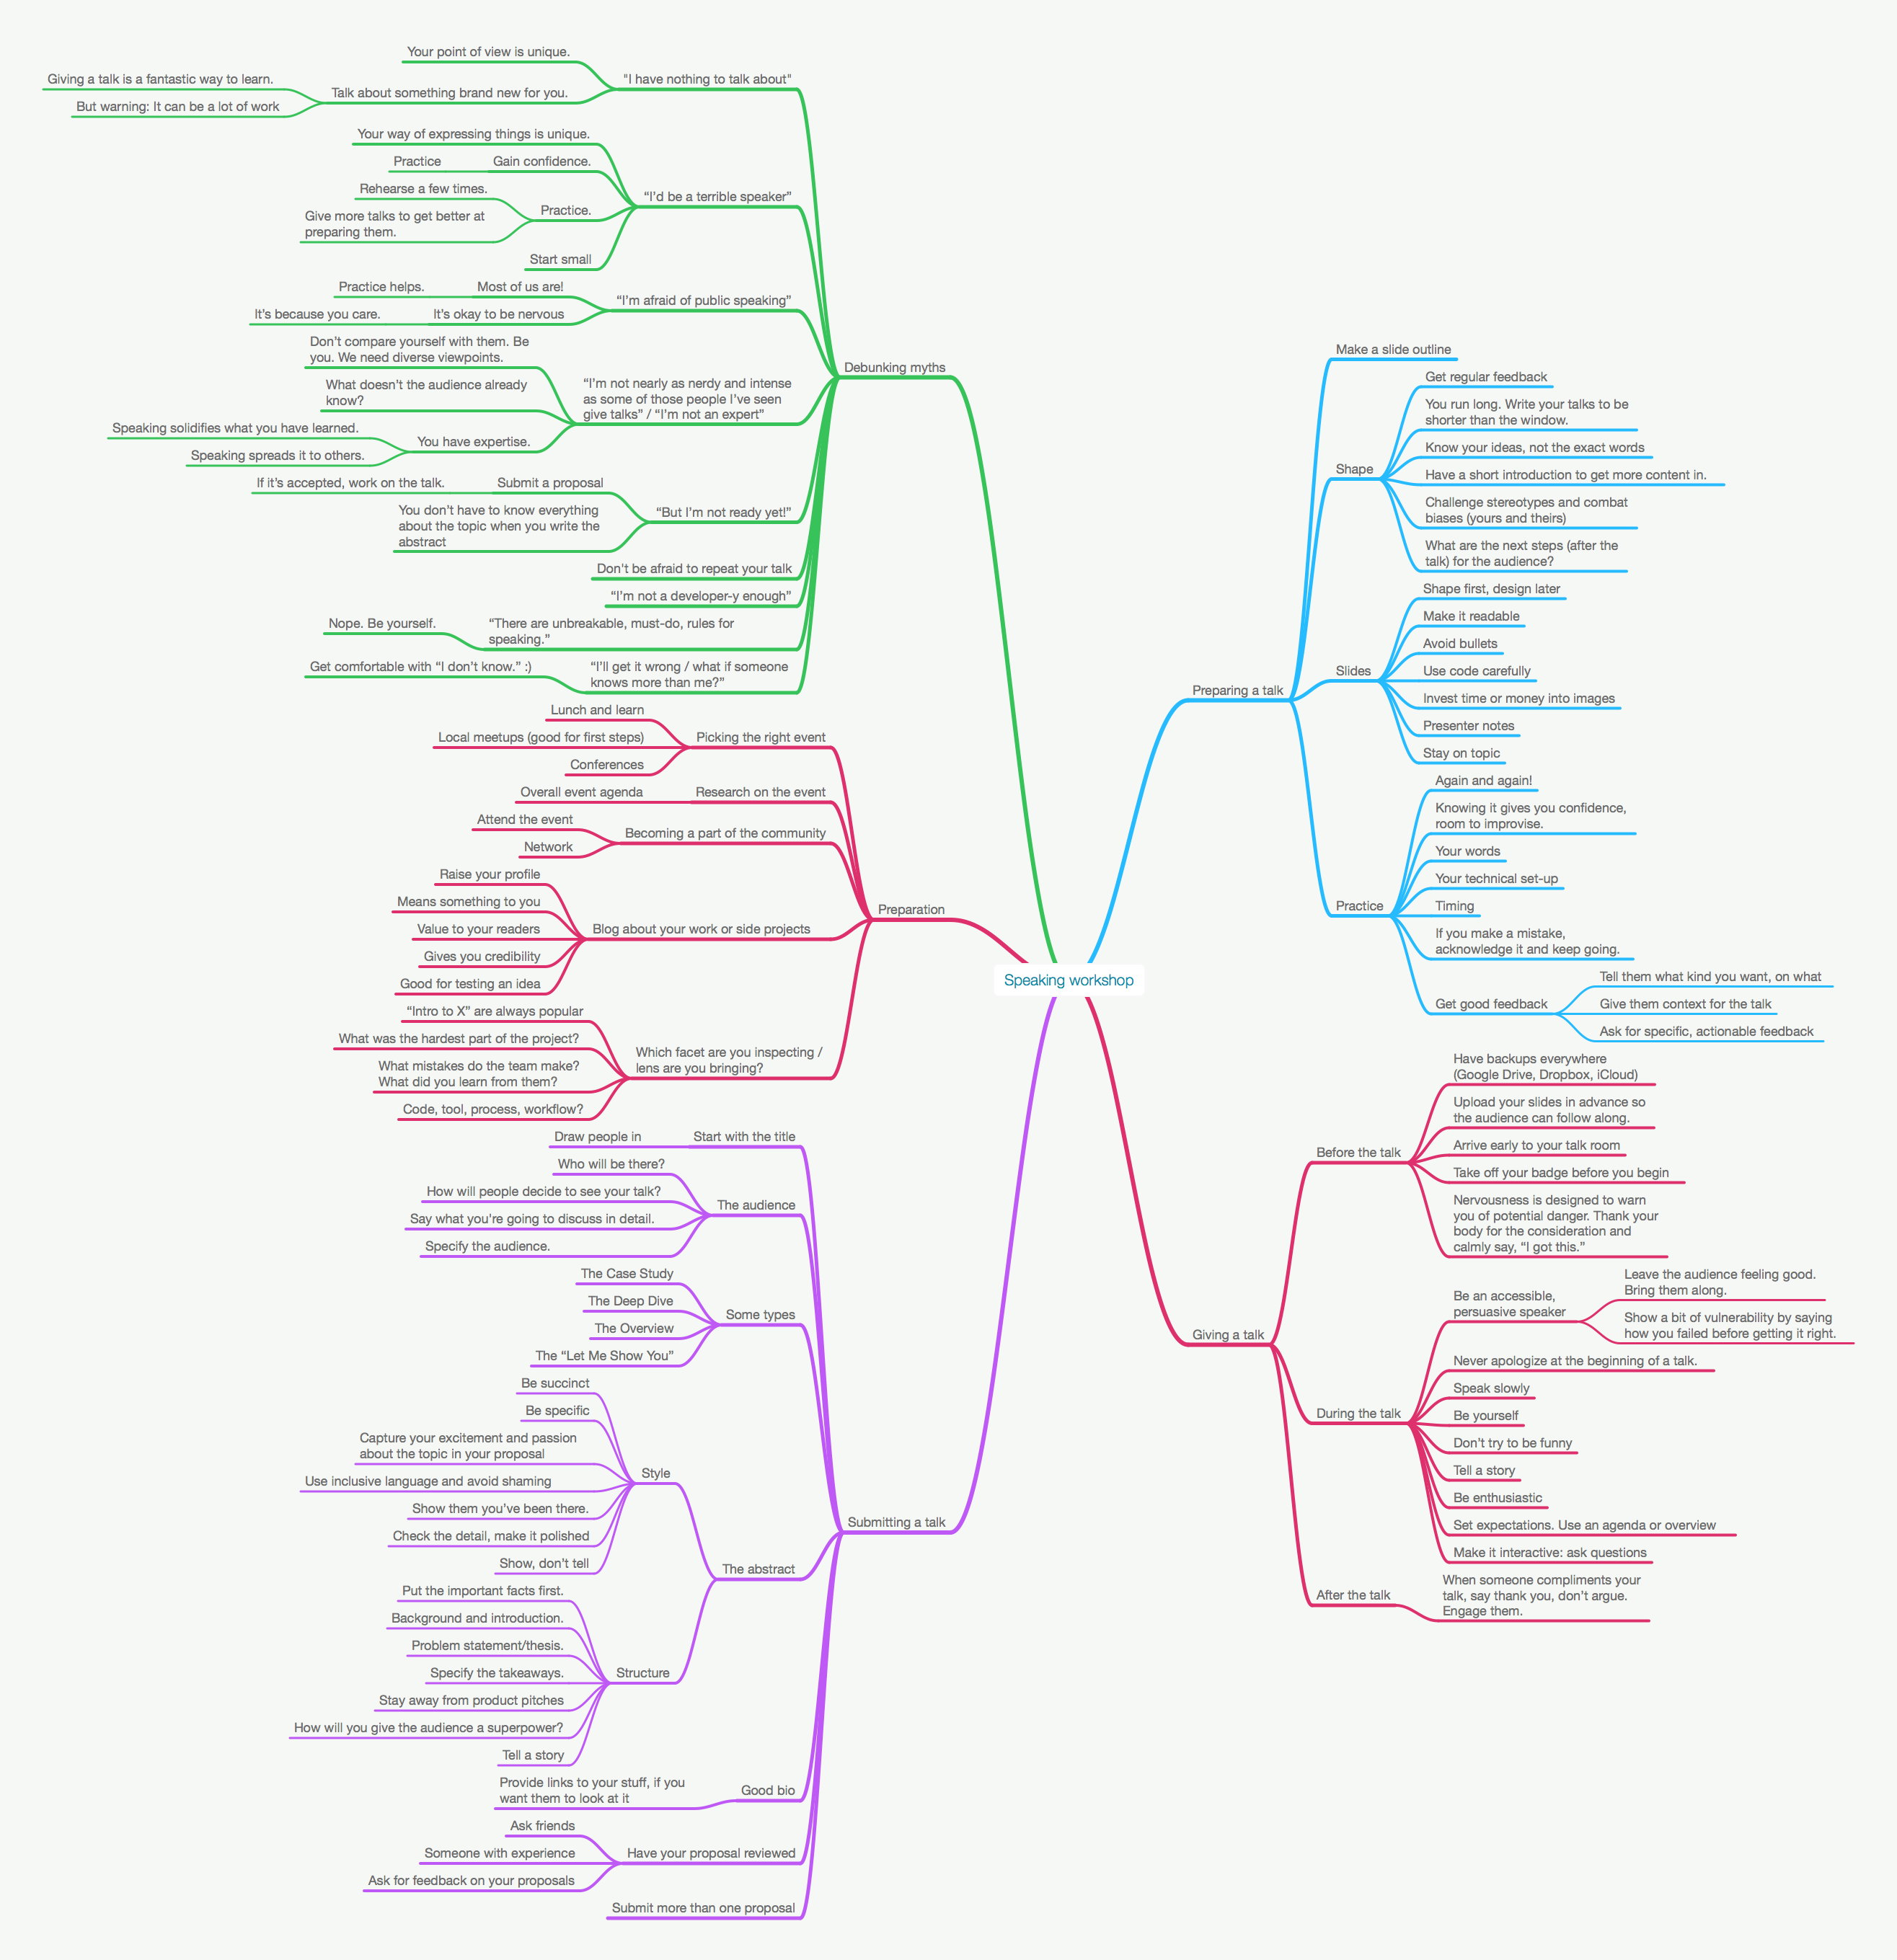 Speaking workshop
Debunking myths
"I have nothing to talk about"
Your point of view is unique.
Talk about something brand new for you.
Giving a talk is a fantastic way to learn.
But warning: It can be a lot of work
“I’d be a terrible speaker”
Your way of expressing things is unique.
Gain confidence.
Practice
Practice.
Rehearse a few times.
Give more talks to get better at
preparing them.
Start small
“I’m afraid of public speaking”
Most of us are!
Practice helps.
It’s okay to be nervous
It’s because you care.
“I’m not nearly as nerdy and intense
as some of those people I’ve seen
give talks” / “I’m not an expert”
Don’t compare yourself with them. Be
you. We need diverse viewpoints.
What doesn’t the audience already
know?
You have expertise.
Speaking solidifies what you have learned.
Speaking spreads it to others.
“But I’m not ready yet!”
Submit a proposal
If it’s accepted, work on the talk.
You don’t have to know everything
about the topic when you write the
abstract
Don't be afraid to repeat your talk
“I’m not a developer-y enough”
“There are unbreakable, must-do, rules for
speaking.”
Nope. Be yourself.
“I’ll get it wrong / what if someone
knows more than me?”
Get comfortable with “I don’t know.” :)
Preparation
Picking the right event
Lunch and learn
Local meetups (good for first steps)
Conferences
Research on the event
Overall event agenda
Becoming a part of the community
Attend the event
Network
Blog about your work or side projects
Raise your profile
Means something to you
Value to your readers
Gives you credibility
Good for testing an idea
Which facet are you inspecting /
lens are you bringing?
“Intro to X” are always popular
What was the hardest part of the project?
What mistakes do the team make?
What did you learn from them?
Code, tool, process, workflow?
Submitting a talk
Start with the title
Draw people in
The audience
Who will be there?
How will people decide to see your talk?
Say what you’re going to discuss in detail.
Specify the audience.
Some types
The Case Study
The Deep Dive
The Overview
The “Let Me Show You”
The abstract
Style
Be succinct
Be specific
Capture your excitement and passion
about the topic in your proposal
Use inclusive language and avoid shaming
Show them you’ve been there.
Check the detail, make it polished
Show, don’t tell
Structure
Put the important facts first.
Background and introduction.
Problem statement/thesis.
Specify the takeaways.
Stay away from product pitches
How will you give the audience a superpower?
Tell a story
Good bio
Provide links to your stuff, if you
want them to look at it
Have your proposal reviewed
Ask friends
Someone with experience
Ask for feedback on your proposals
Submit more than one proposal
Preparing a talk
Make a slide outline
Shape
Get regular feedback
You run long. Write your talks to be
shorter than the window.
Know your ideas, not the exact words
Have a short introduction to get more content in.
Challenge stereotypes and combat
biases (yours and theirs)
What are the next steps (after the
talk) for the audience?
Slides
Shape first, design later
Make it readable
Avoid bullets
Use code carefully
Invest time or money into images
Presenter notes
Stay on topic
Practice
Again and again!
Knowing it gives you confidence,
room to improvise.
Your words
Your technical set-up
Timing
If you make a mistake,
acknowledge it and keep going.
Get good feedback
Tell them what kind you want, on what
Give them context for the talk
Ask for specific, actionable feedback
Giving a talk
Before the talk
Have backups everywhere
(Google Drive, Dropbox, iCloud)
Upload your slides in advance so
the audience can follow along.
Arrive early to your talk room
Take off your badge before you begin
Nervousness is designed to warn
you of potential danger. Thank your
body for the consideration and
calmly say, “I got this.”
During the talk
Be an accessible,
persuasive speaker
Leave the audience feeling good.
Bring them along.
Show a bit of vulnerability by saying
how you failed before getting it right.
Never apologize at the beginning of a talk.
Speak slowly
Be yourself
Don’t try to be funny
Tell a story
Be enthusiastic
Set expectations. Use an agenda or overview
Make it interactive: ask questions
After the talk
When someone compliments your
talk, say thank you, don’t argue.
Engage them.